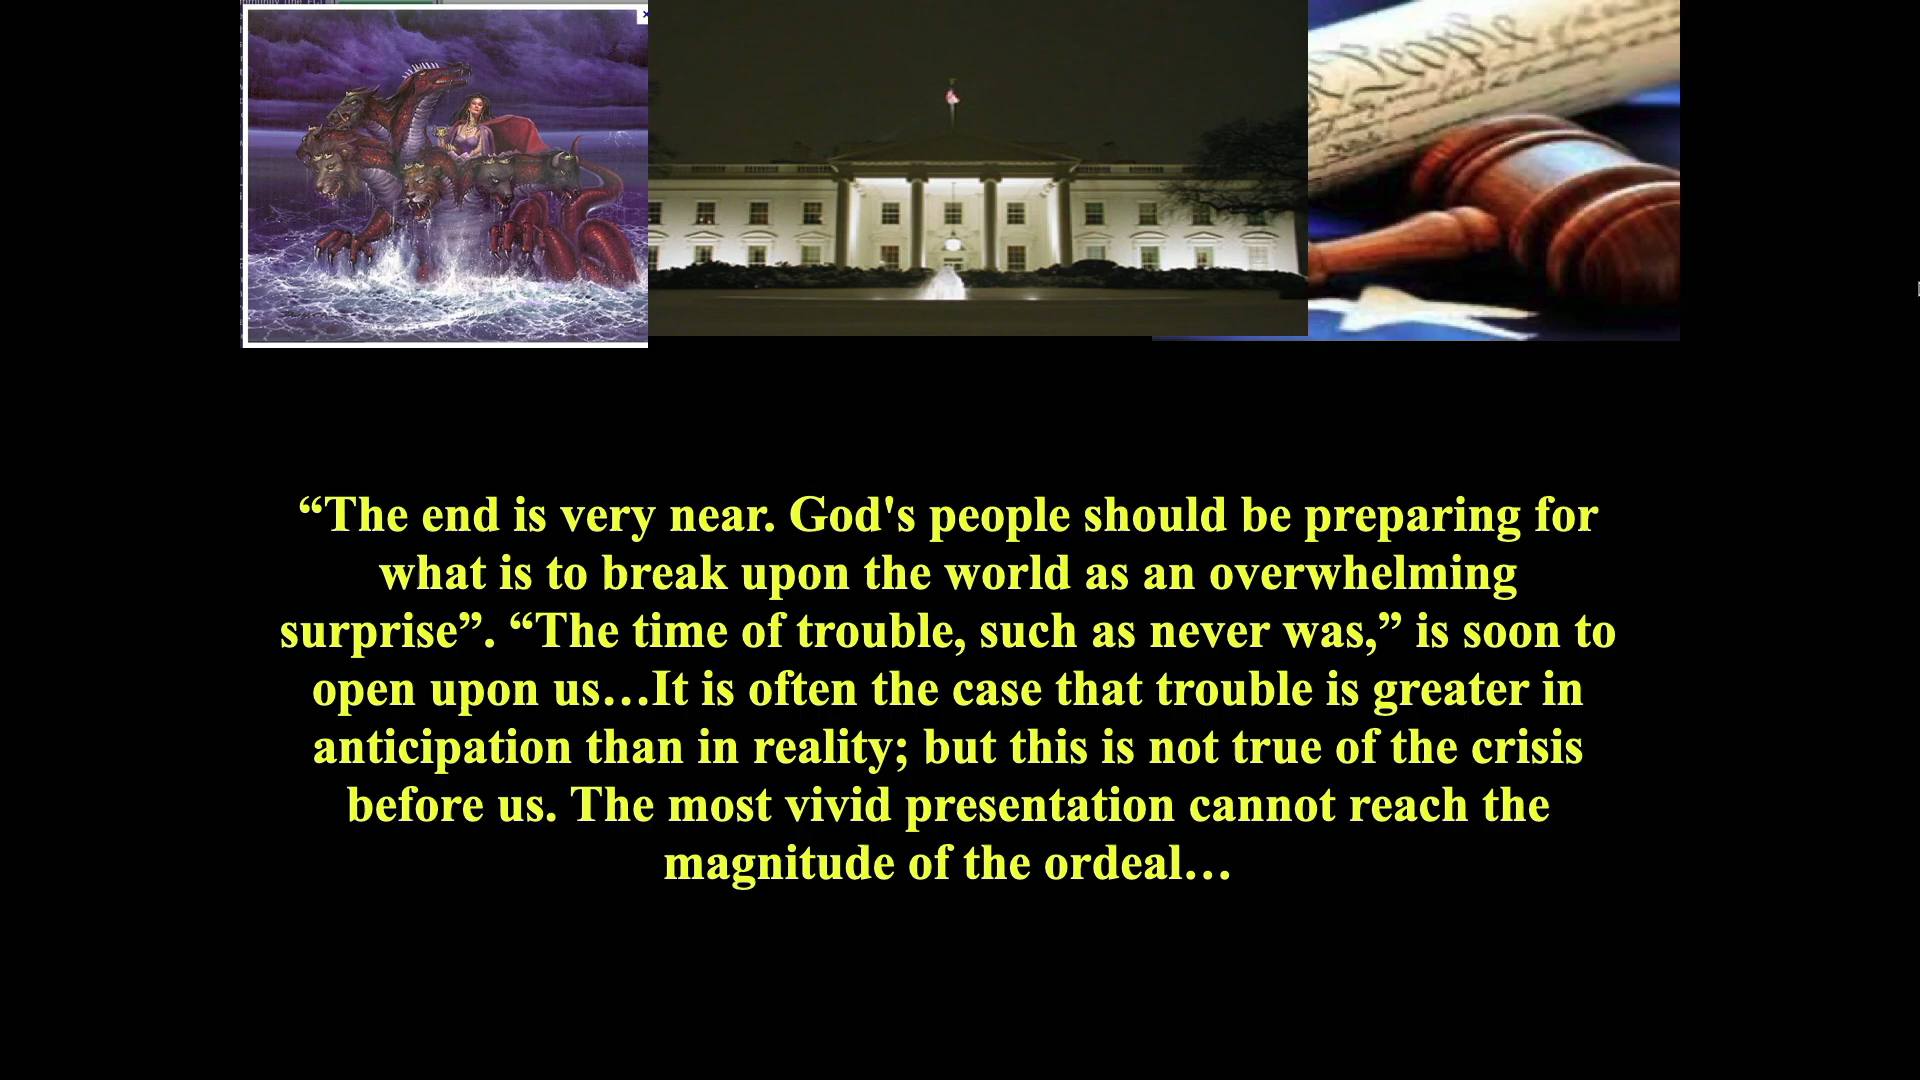 People
“The end is very near. God's people should be preparing for
what is to break upon the world as an overwhelming
surprise”. “The time of trouble, such as never was,” is soon to
open upon us…It is often the case that trouble is greater in
anticipation than in reality; but this is not true of the crisis
before us. The most vivid presentation cannot reach the
magnitude of the ordeal…